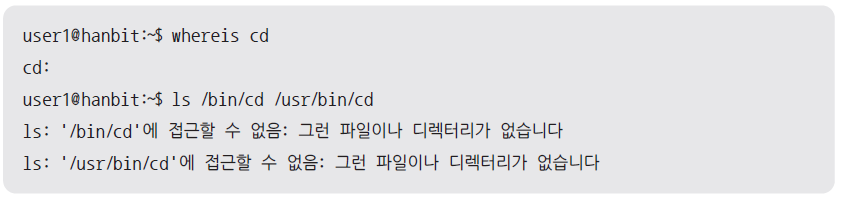 user1@hanbit:~$ whereis cd
cd:
user1@hanbit:~$ ls /bin/cd /usr/bin/cd
ls: '/bin/cd'에 접근할 수 없음: 그런 파일이나 디렉터리가 없습니다
ls: '/usr/bin/cd'에 접근할 수 없음: 그런 파일이나 디렉터리가 없습니다